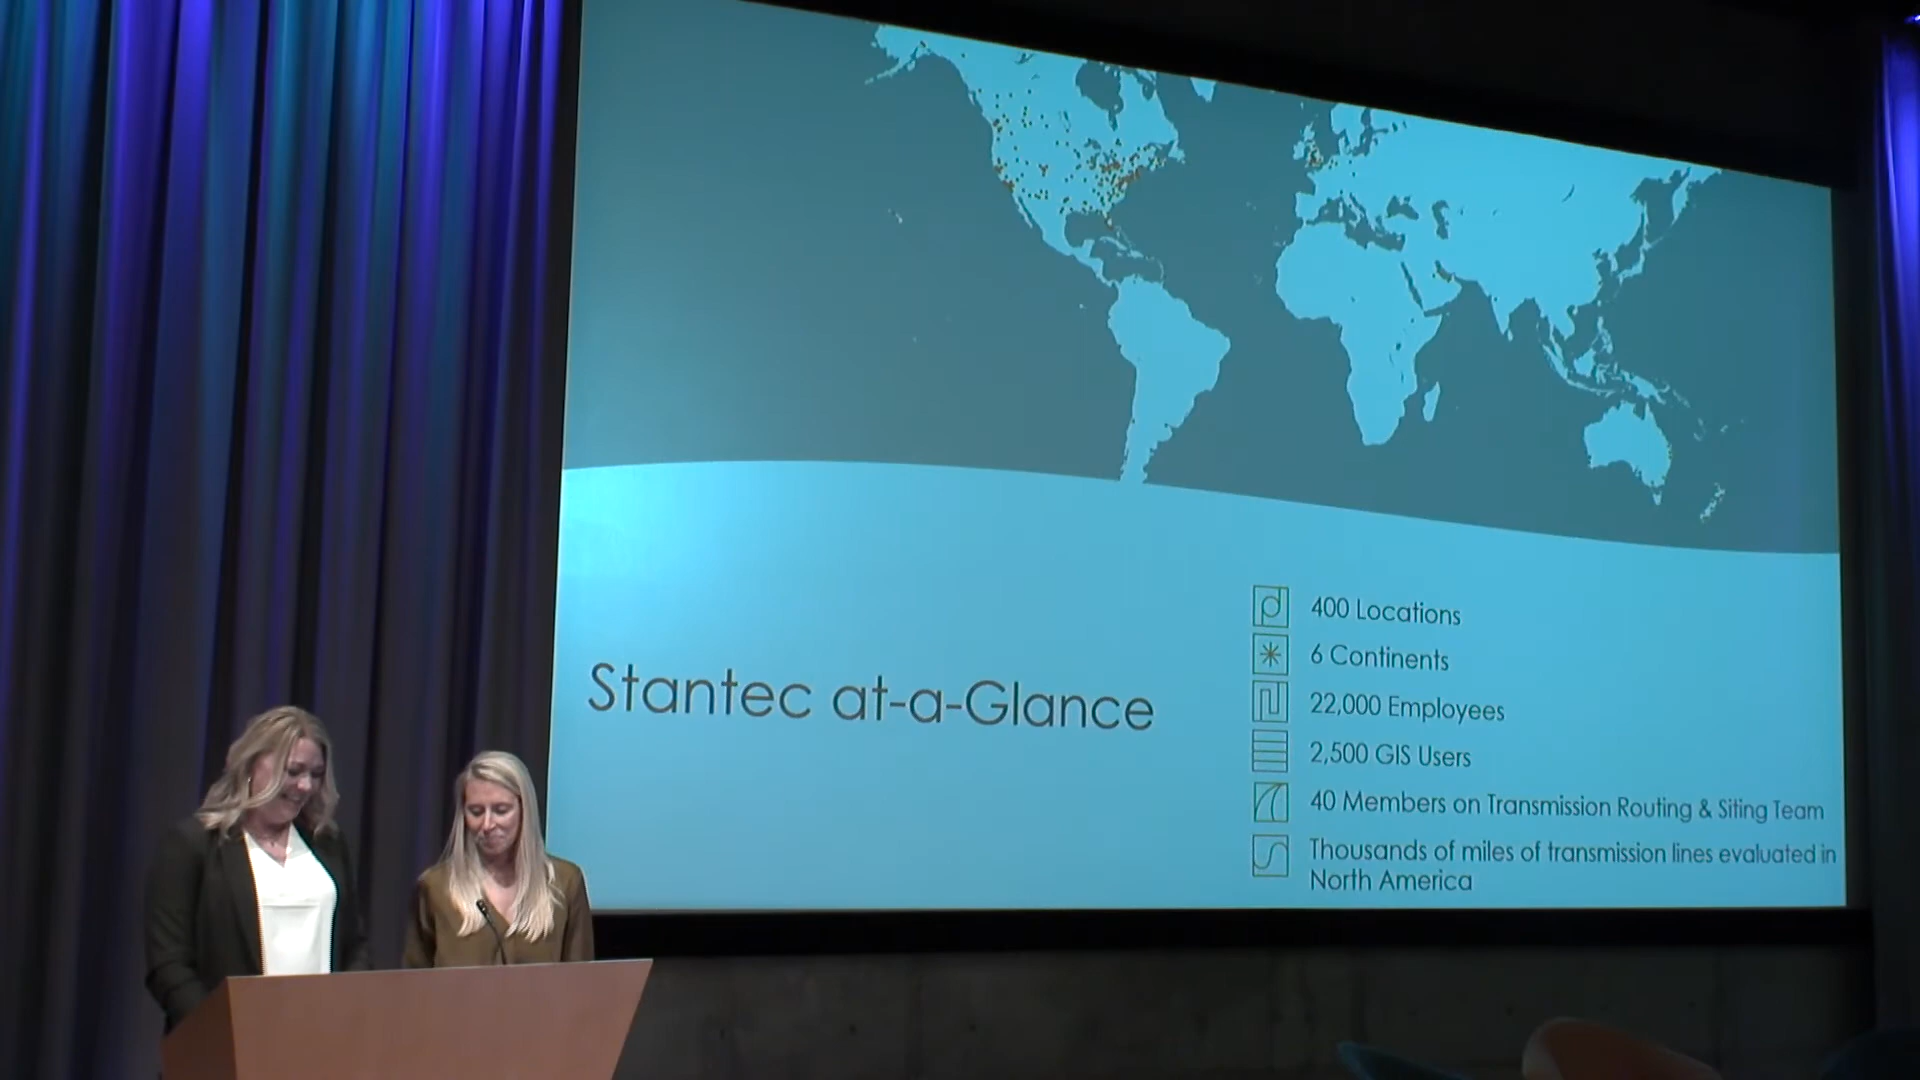 Stantec at-a-Glance
400 Locations
6 Continents
22,000 Employees
2,500 GIS Users
40 Members on Transmission Routing & Siting Team
Thousands of miles of transmission lines evaluated in
North America